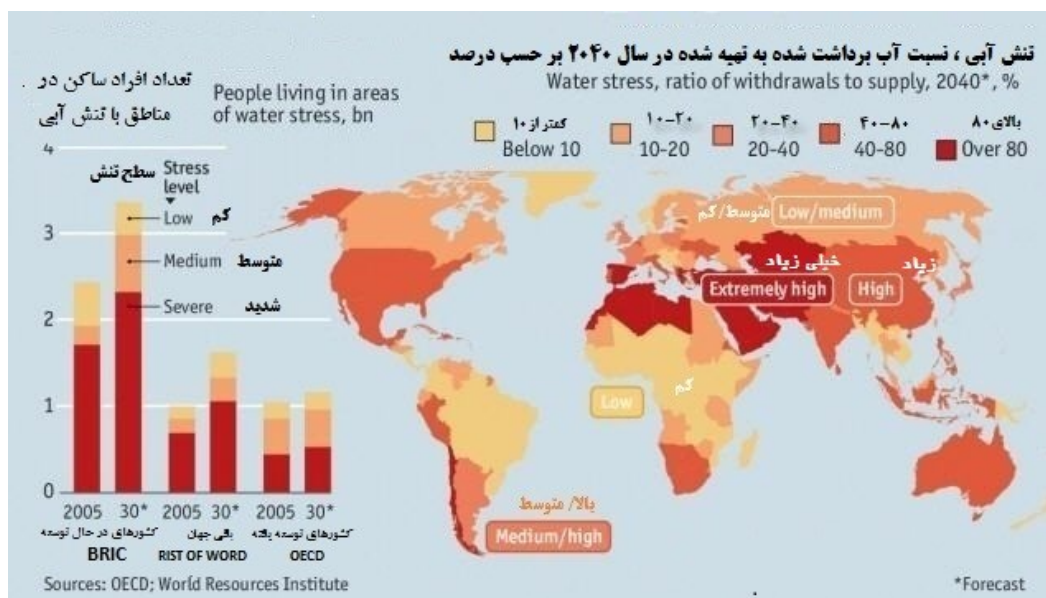 تنش آبی ، نسبت آب برداشت شده به تهیه شده در سال ۲۰۴۰ بر حسب درصد
Water stress, ratio of withdrawals to supply, 2040*, %
کمتر از ۱۰
۱۰-۲۰
۲۰-۴۰
۴۰-۸۰
بالای ۸۰
Below 10
10-20
20-40
40-80
Over 80
تعداد افراد ساکن در
مناطق با تنش آبی
People living in areas
of water stress, bn
4
3
2
1
0
سطح تنش
Stress
level
Low
کم
Medium
متوسط
Severe
شدید
2005 30*
2005 30*
2005 30*
کشورهای در حال توسعه
باقی جهان
کشورهای توسعه یافته
BRIC
RIST OF WORD
OECD
متوسط/کم
Low/medium
خیلی زیاد
Extremely high
زیاد
High
کم
Low
بالا/ متوسط
Medium/high
Sources: OECD; World Resources Institute
*Forecast